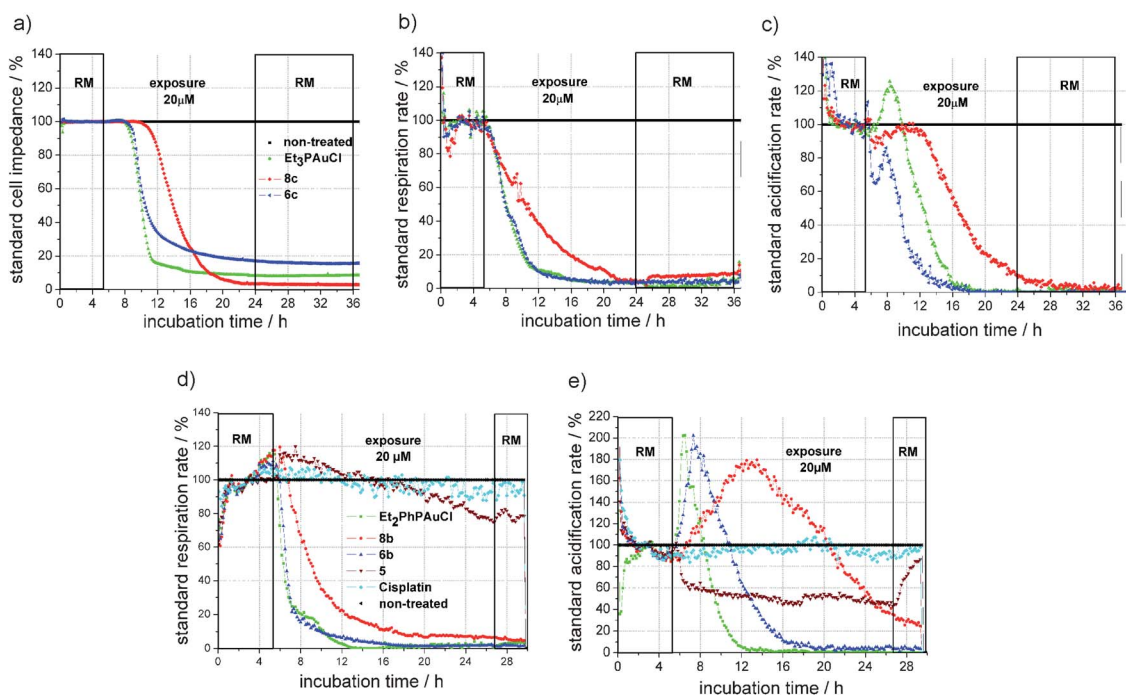 a)
standard cell impedance / %
140
120
100
80
60
40
20
0
RM
exposure
20µM
RM
non-treated
Et3PAuCl
8c
6c
0 4 8 12 16 20 24 28 32 36
incubation time / h
b)
standard respiration rate / %
140
120
100
80
60
40
20
0
RM
exposure
20µM
RM
0 4 8 12 16 20 24 28 32 36
incubation time / h
c)
standard acidification rate / %
140
120
100
80
60
40
20
0
RM
exposure
20µM
RM
0 4 8 12 16 20 24 28 32 36
incubation time / h
d)
standard respiration rate / %
140
120
100
80
60
40
20
0
RM
exposure
20 µM
RM
Et2PhPAuCl
8b
6b
5
Cisplatin
non-treated
0 4 8 12 16 20 24 28
incubation time / h
e)
standard acidification rate / %
220
200
180
160
140
120
100
80
60
40
20
0
RM
exposure
20µM
RM
0 4 8 12 16 20 24 28
incubation time / h